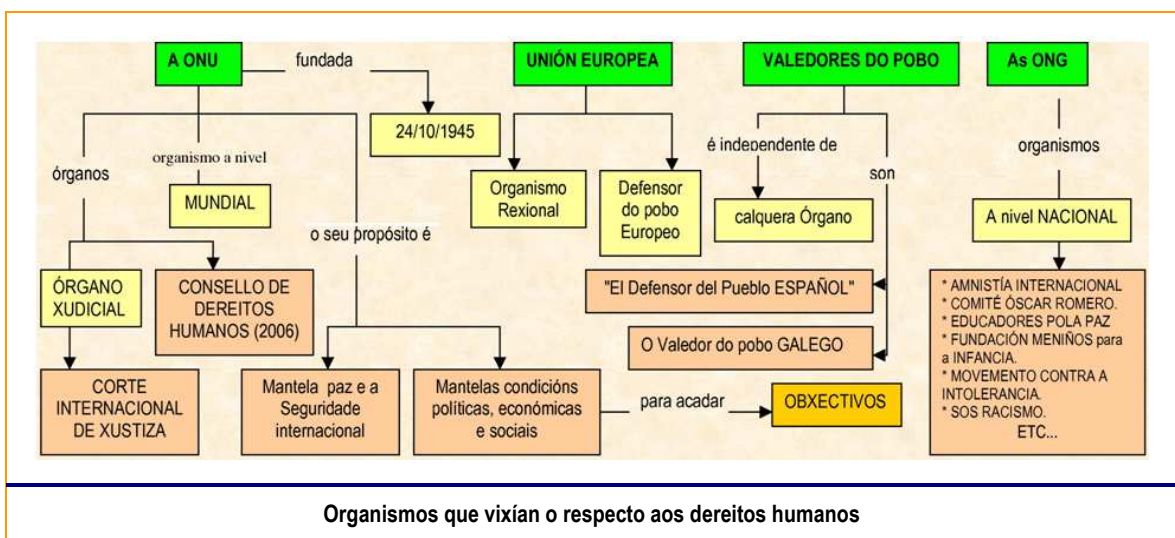 A ONU
fundada
UNIÓN EUROPEA
VALEDORES DO POBO
As ONG
24/10/1945
organismo a nivel
órganos
MUNDIAL
Organismo
Rexional
Defensor
do pobo
Europeo
é independente de
son
calquera Órgano
organismos
A nivel NACIONAL
o seu propósito é
ÓRGANO
XUDICIAL
CONSELLO DE
DEREITOS
HUMANOS (2006)
"El Defensor del Pueblo ESPAÑOL"
O Valedor do pobo GALEGO
* AMNISTÍA INTERNACIONAL
* COMITÉ ÓSCAR ROMERO.
* EDUCADORES POLA PAZ
* FUNDACIÓN MENIÑOS para
a INFANCIA.
* MOVEMENTO CONTRA A
INTOLERANCIA.
* SOS RACISMO.
ETC...
CORTE
INTERNACIONAL
DE XUSTIZA
Mantela paz e a
Seguridade
internacional
Mantelas condicións
políticas, económicas
e sociais
para acadar
OBXECTIVOS
Organismos que vixían o respecto aos dereitos humanos